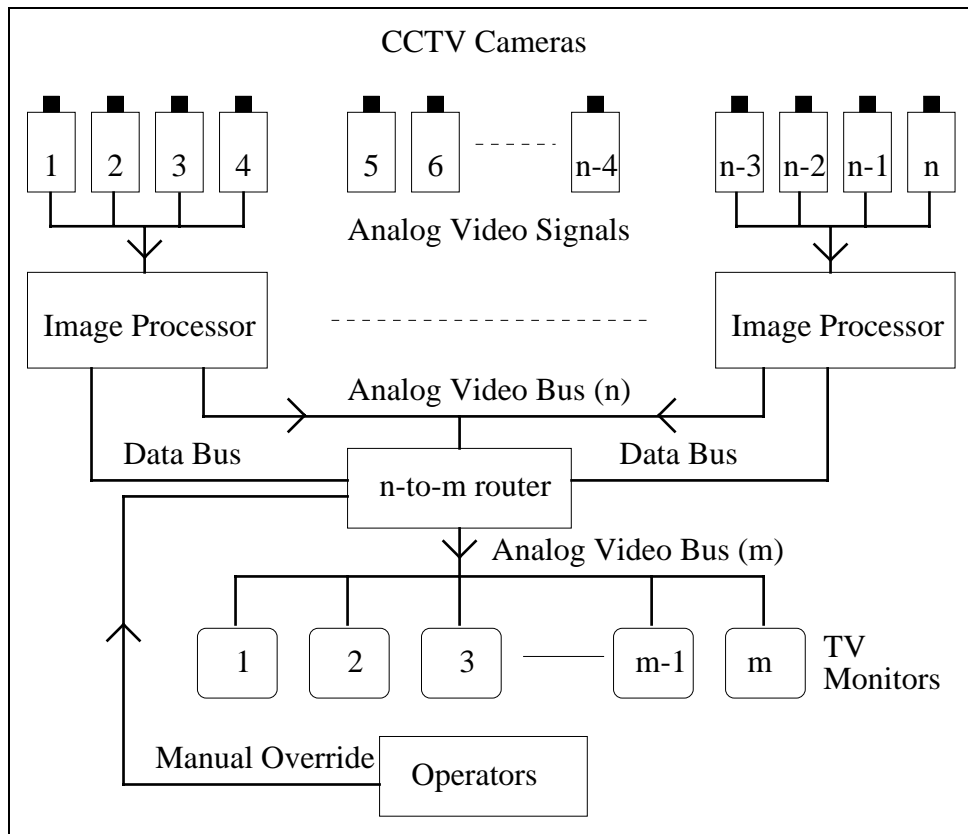 CCTV Cameras
1 2 3 4 5 6 n-4 n-3 n-2 n-1 n
Analog Video Signals
Image Processor Image Processor
Analog Video Bus (n)
Data Bus Data Bus
n-to-m router
Analog Video Bus (m)
1 2 3 m-1 m
TV
Monitors
Manual Override
Operators